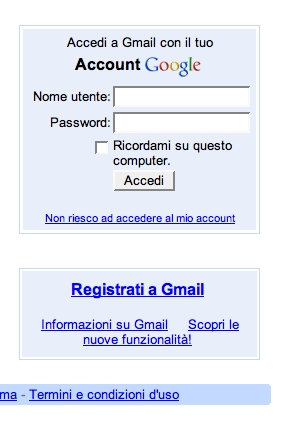 Accedi a Gmail con il tuo
Account Google
Nome utente:
Password:
Ricordami su questo
computer.
Accedi
Non riesco ad accedere al mio account
Registrati a Gmail
Informazioni su Gmail Scopri le
nuove funzionalità!
ma - Termini e condizioni d'uso